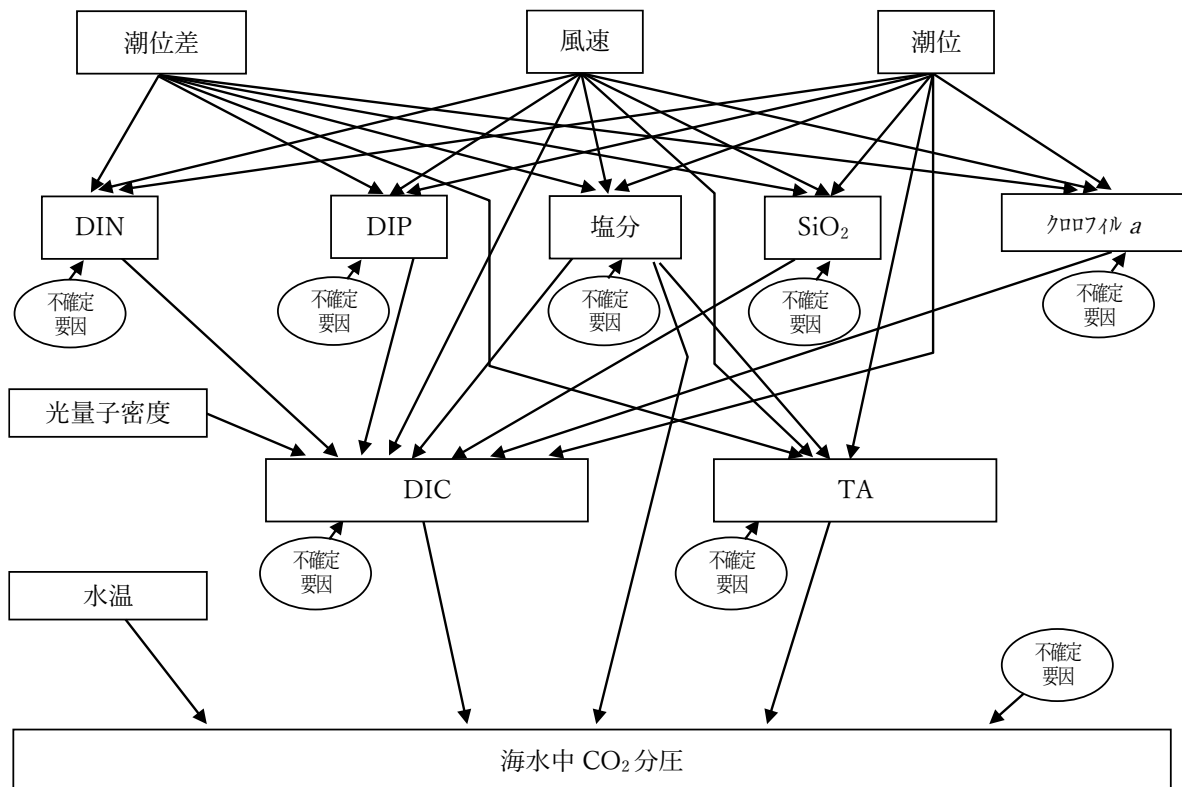 潮位差
風速
潮位
DIN
DIP
塩分
SiO₂
ｸﾛﾛﾌｨﾙ a
不確定
要因
不確定
要因
不確定
要因
不確定
要因
不確定
要因
光量子密度
DIC
TA
不確定
要因
不確定
要因
水温
不確定
要因
海水中 CO₂ 分圧